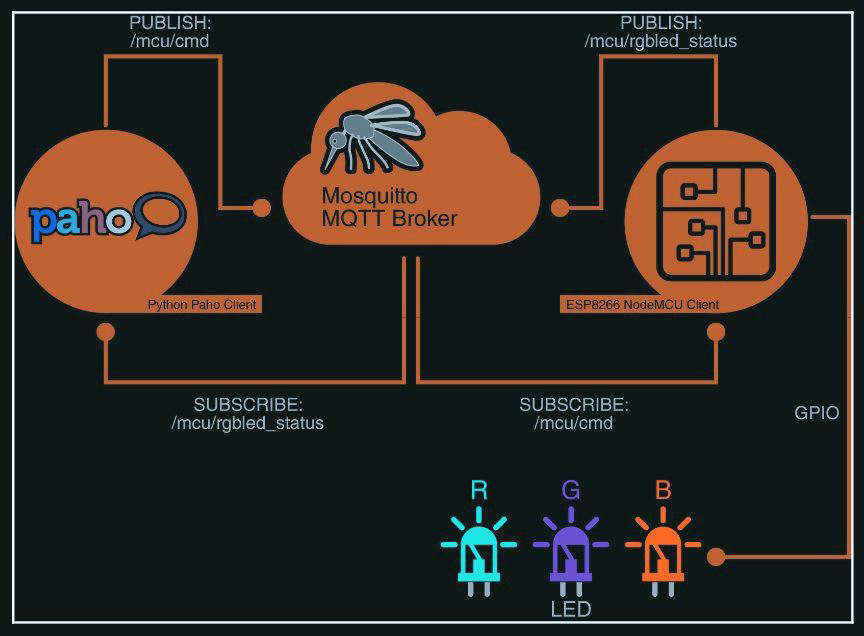 PUBLISH:
/mcu/cmd
PUBLISH:
/mcu/rgbled_status
Mosquitto
MQTT Broker
paho
Python Paho Client
ESP8266 NodeMCU Client
SUBSCRIBE:
/mcu/rgbled_status
SUBSCRIBE:
/mcu/cmd
GPIO
R
G
B
LED